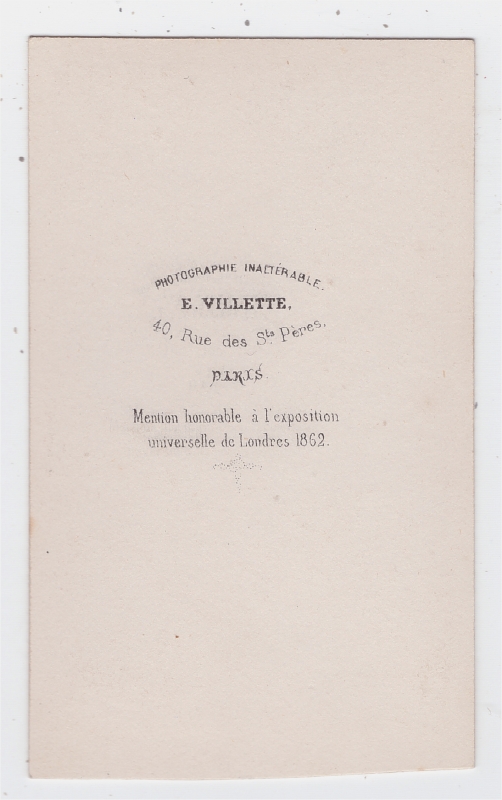 PHOTOGRAPHIE INALTÉRABLE.
E. VILLETTE,
40, Rue des Sts Pères,
PARIS.
Mention honorable à l'exposition
universelle de Londres 1862.